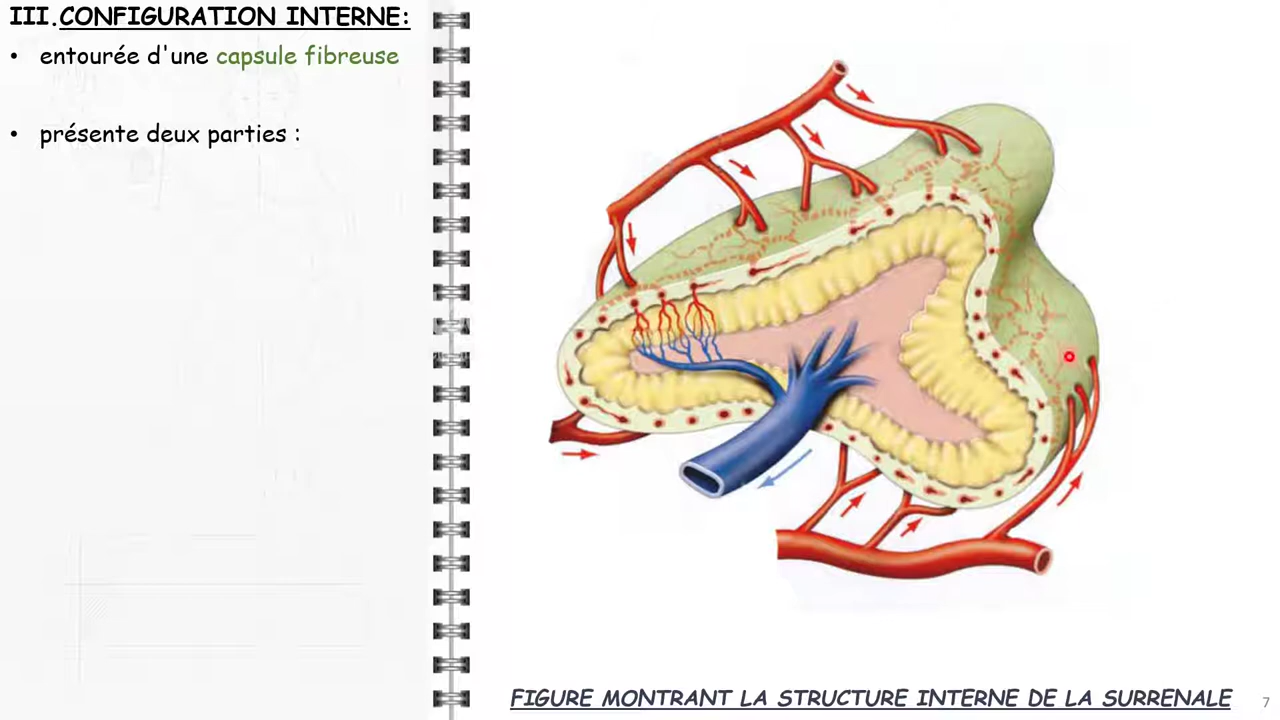 III.CONFIGURATION INTERNE:
• entourée d'une capsule fibreuse
• présente deux parties :
FIGURE MONTRANT LA STRUCTURE INTERNE DE LA SURRENALE
7